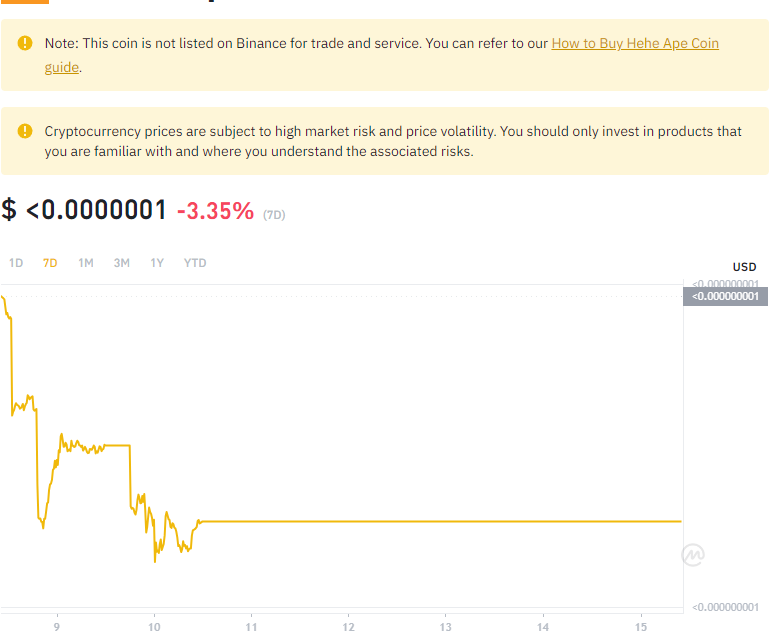 Note: This coin is not listed on Binance for trade and service. You can refer to our How to Buy Hehe Ape Coin
guide.
Cryptocurrency prices are subject to high market risk and price volatility. You should only invest in products that
you are familiar with and where you understand the associated risks.
$ <0.0000001 -3.35% (7D)
1D 7D 1M 3M 1Y YTD
USD
<0.000000001
<0.000000001
<0.000000001
9 10 11 12 13 14 15